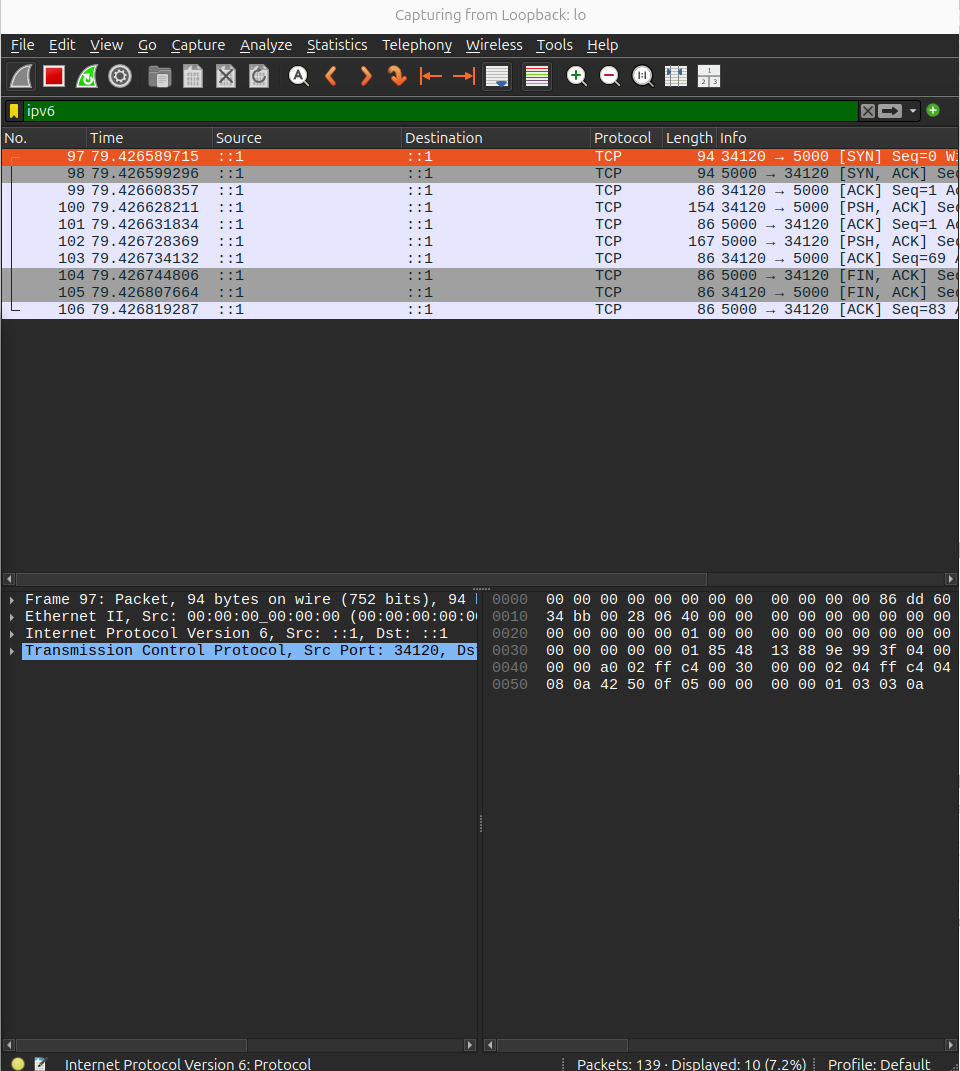 Capturing from Loopback: lo
File Edit View Go Capture Analyze Statistics Telephony Wireless Tools Help
ipv6
No. Time Source Destination Protocol Length Info
97 79.426589715 ::1 ::1 TCP 94 34120 → 5000 [SYN] Seq=0 Wi
98 79.426599296 ::1 ::1 TCP 94 5000 → 34120 [SYN, ACK] Seq
99 79.426608357 ::1 ::1 TCP 86 34120 → 5000 [ACK] Seq=1 Ac
100 79.426628211 ::1 ::1 TCP 154 34120 → 5000 [PSH, ACK] Seq
101 79.426631834 ::1 ::1 TCP 86 5000 → 34120 [ACK] Seq=1 Ac
102 79.426728369 ::1 ::1 TCP 167 5000 → 34120 [PSH, ACK] Seq
103 79.426734132 ::1 ::1 TCP 86 34120 → 5000 [ACK] Seq=69 A
104 79.426744806 ::1 ::1 TCP 86 5000 → 34120 [FIN, ACK] Seq
105 79.426807664 ::1 ::1 TCP 86 34120 → 5000 [FIN, ACK] Seq
106 79.426819287 ::1 ::1 TCP 86 5000 → 34120 [ACK] Seq=83 A
Frame 97: Packet, 94 bytes on wire (752 bits), 94
Ethernet II, Src: 00:00:00_00:00:00 (00:00:00:00:00
Internet Protocol Version 6, Src: ::1, Dst: ::1
Transmission Control Protocol, Src Port: 34120, Dst
0000 00 00 00 00 00 00 00 00 00 00 00 00 86 dd 60
0010 34 bb 00 28 06 40 00 00 00 00 00 00 00 00 00
0020 00 00 00 00 00 01 00 00 00 00 00 00 00 00 00
0030 00 00 00 00 00 01 85 48 13 88 9e 99 3f 04 00
0040 00 00 a0 02 ff c4 00 30 00 00 02 04 ff c4 04
0050 08 0a 42 50 0f 05 00 00 00 00 01 03 03 0a
Internet Protocol Version 6: Protocol
Packets: 139 · Displayed: 10 (7.2%)
Profile: Default